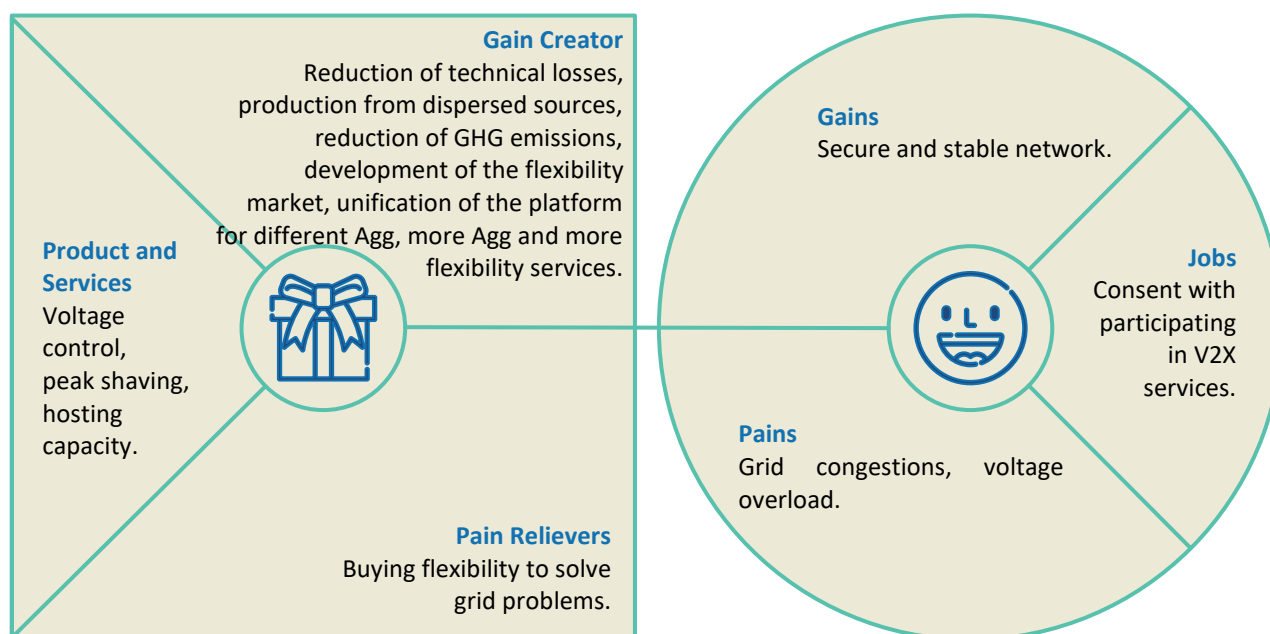 Gain Creator
Reduction of technical losses,
production from dispersed sources,
reduction of GHG emissions,
development of the flexibility
market, unification of the platform
for different Agg, more Agg and more
flexibility services.
Product and
Services
Voltage
control,
peak shaving,
hosting
capacity.
Pain Relievers
Buying flexibility to solve
grid problems.
Gains
Secure and stable network.
Jobs
Consent with
participating
in V2X
services.
Pains
Grid congestions, voltage
overload.